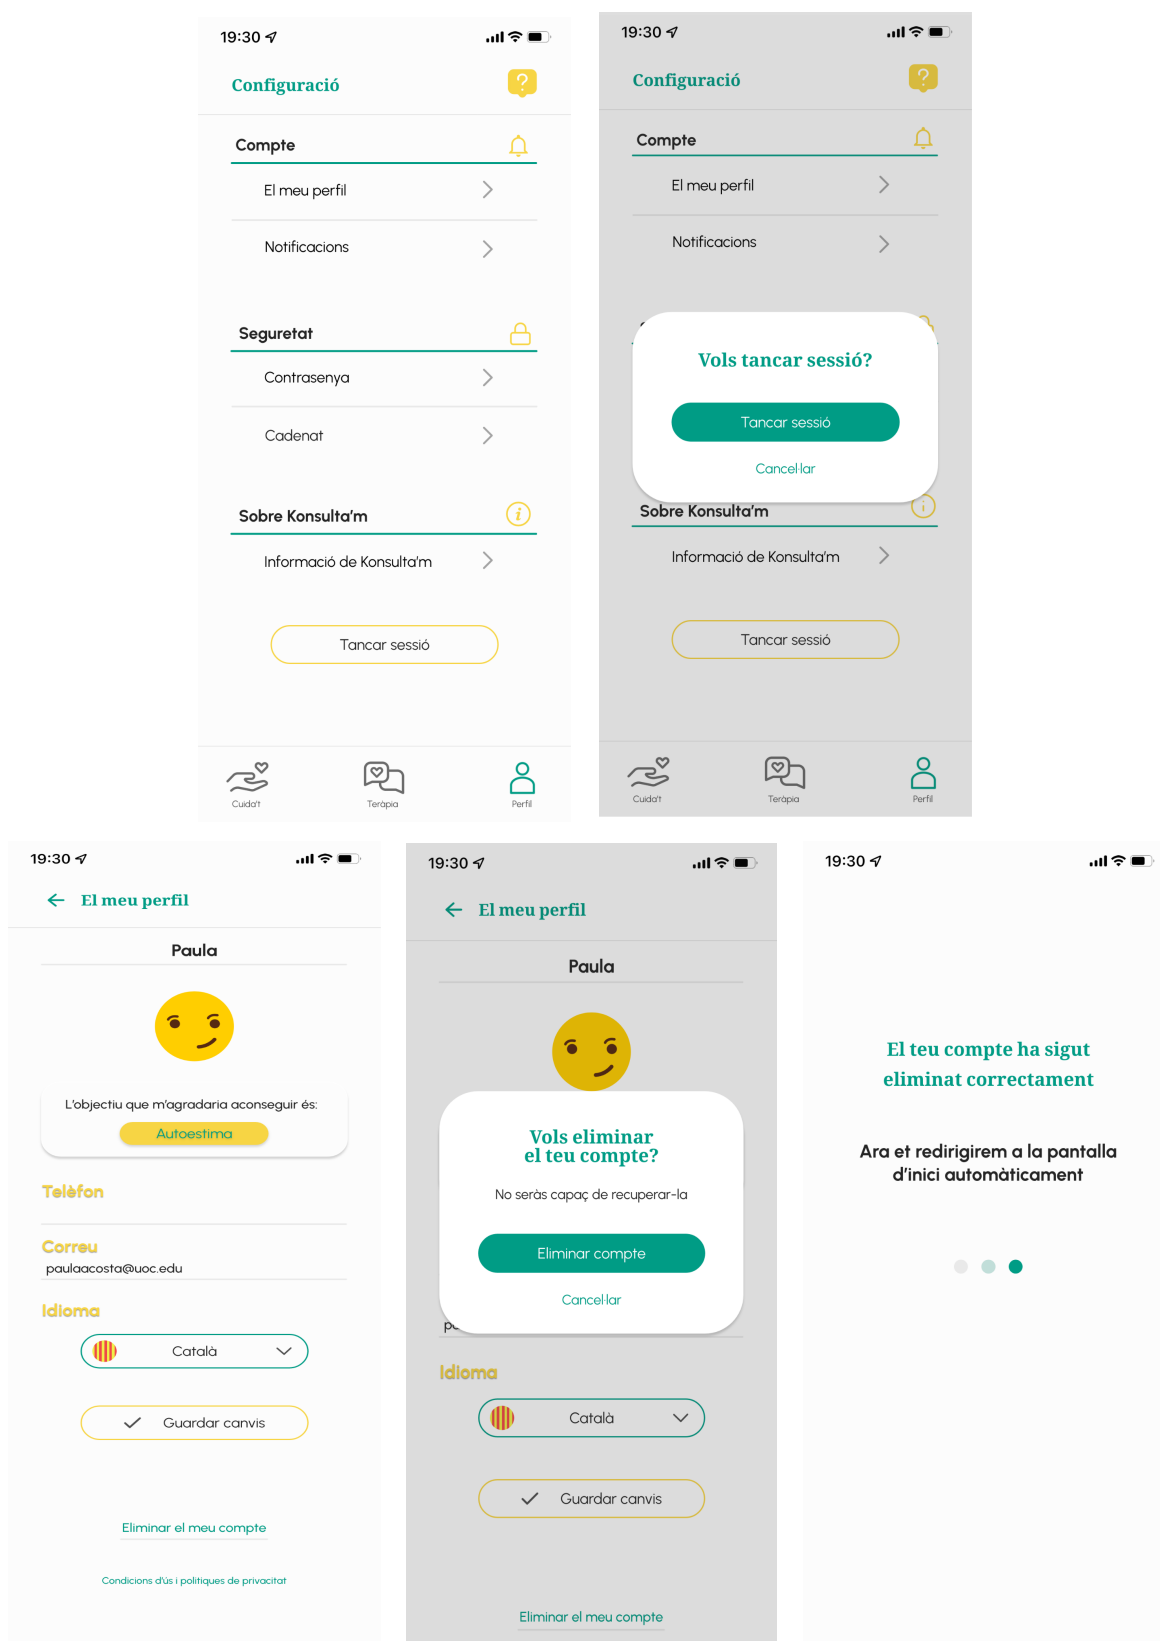 19:30
Configuració
?
Compte
El meu perfil
Notificacions
Seguretat
Contrasenya
Cadenat
Sobre Konsulta'm
i
Informació de Konsulta'm
Tancar sessió
Cuida't
Teràpia
Perfil
19:30
Configuració
?
Compte
El meu perfil
Notificacions
Vols tancar sessió?
Tancar sessió
Cancel·lar
Sobre Konsulta'm
i
Informació de Konsulta'm
Tancar sessió
Cuida't
Teràpia
Perfil
19:30
El meu perfil
Paula
L'objectiu que m'agradaria aconseguir és:
Autoestima
Telèfon
Correu
paulaacosta@uoc.edu
Idioma
Català
Guardar canvis
Eliminar el meu compte
Condicions d'ús i polítiques de privacitat
19:30
El meu perfil
Paula
Vols eliminar
el teu compte?
No seràs capaç de recuperar-la
Eliminar compte
Cancel·lar
Idioma
Català
Guardar canvis
Eliminar el meu compte
19:30
El teu compte ha sigut
eliminat correctament
Ara et redirigirem a la pantalla
d'inici automàticament